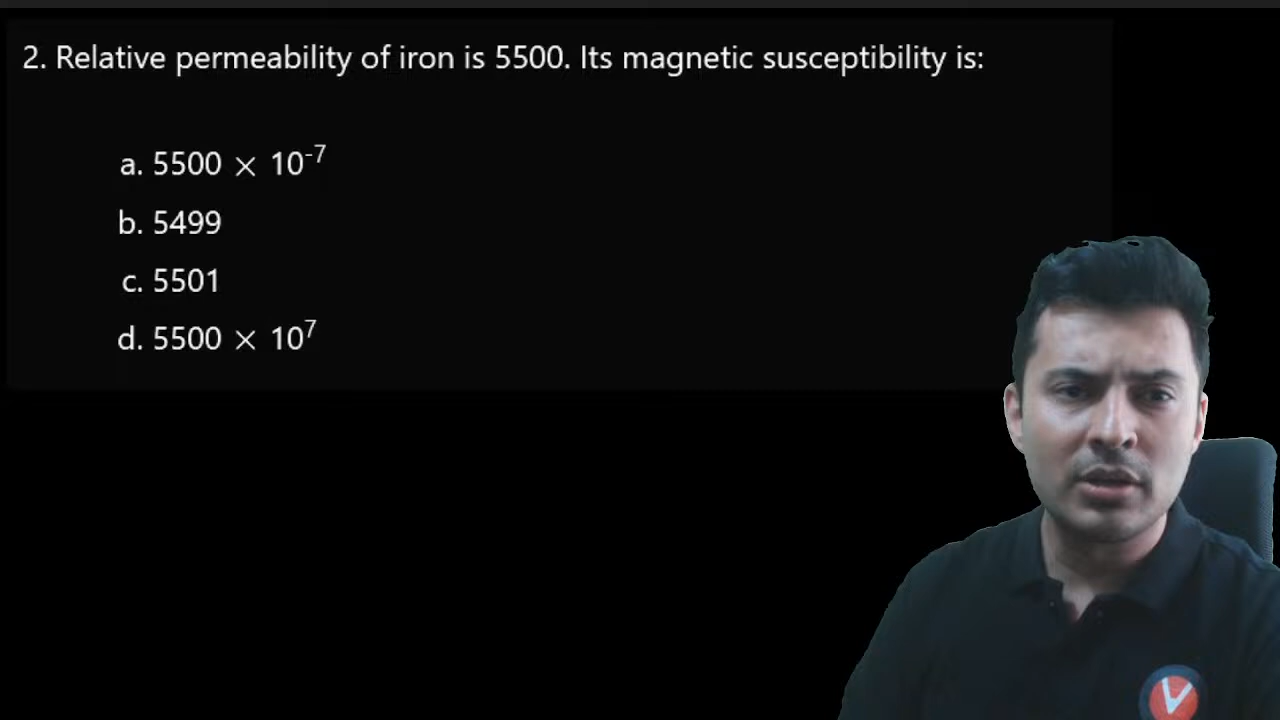 2. Relative permeability of iron is 5500. Its magnetic susceptibility is:
a. 5500 × 10⁻⁷
b. 5499
c. 5501
d. 5500 × 10⁷
V